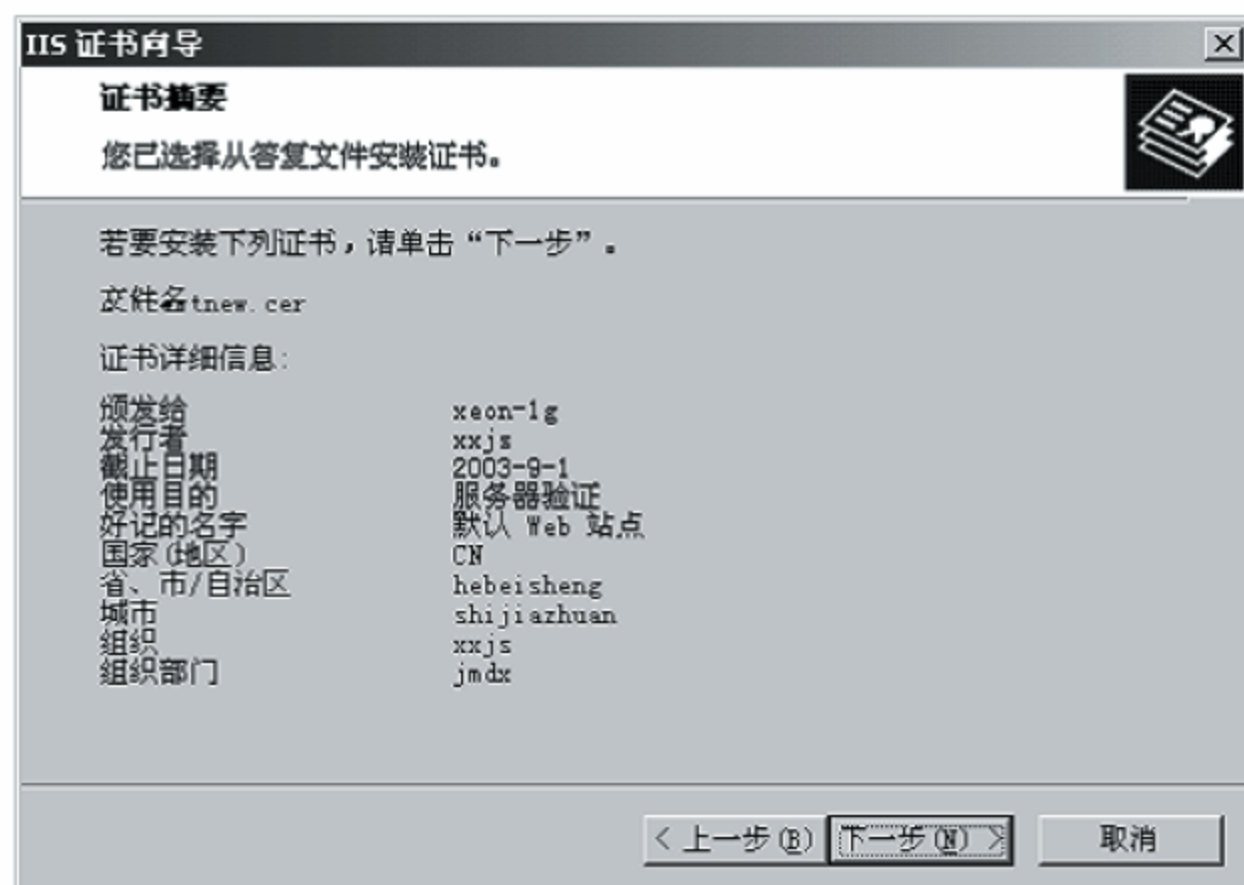 IIS 证书向导
证书摘要
您已选择从答复文件安装证书。
若要安装下列证书，请单击“下一步”。
文件名tnew.cer
证书详细信息:
颁发给 xeon-1g
发行者 xxjs
截止日期 2003-9-1
使用目的 服务器验证
好记的名字 默认 Web 站点
国家(地区) CN
省、市/自治区 hebeisheng
城市 shijiazhuan
组织 xxjs
组织部门 jmdx
< 上一步(B) 下一步(N) > 取消